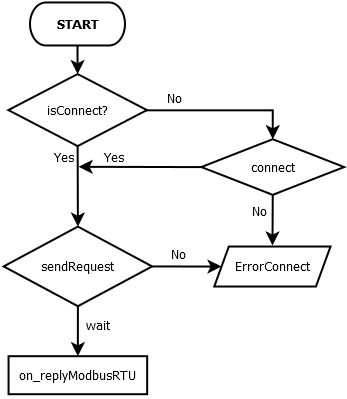 START
isConnect?
No
Yes
Yes
connect
No
sendRequest
No
ErrorConnect
wait
on_replyModbusRTU